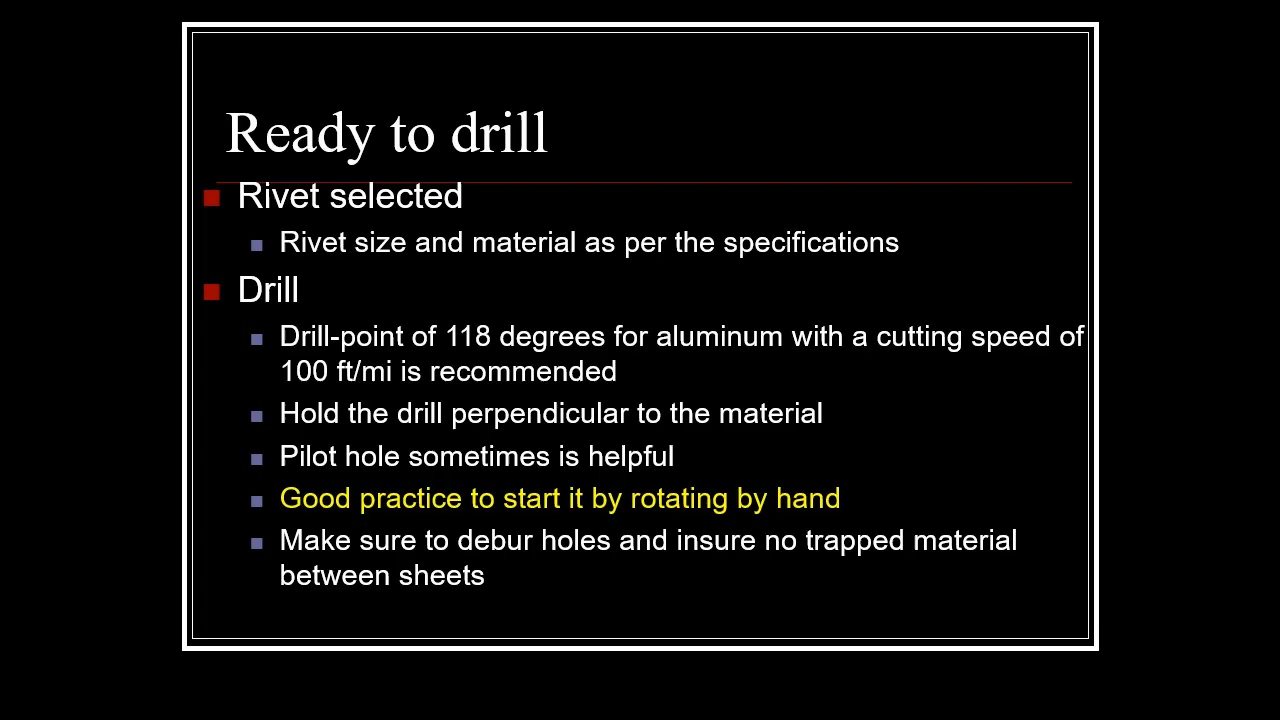 Ready to drill
Rivet selected
Rivet size and material as per the specifications
Drill
Drill-point of 118 degrees for aluminum with a cutting speed of
100 ft/mi is recommended
Hold the drill perpendicular to the material
Pilot hole sometimes is helpful
Good practice to start it by rotating by hand
Make sure to debur holes and insure no trapped material
between sheets